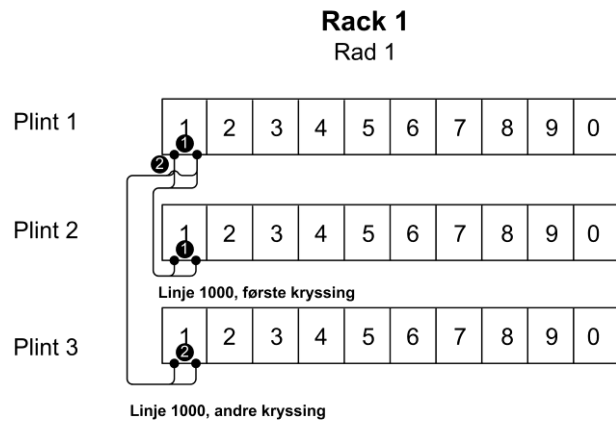 Rack 1
Rad 1
Plint 1
1 2 3 4 5 6 7 8 9 0
1
2
Plint 2
1 2 3 4 5 6 7 8 9 0
1
Linje 1000, første kryssing
Plint 3
1 2 3 4 5 6 7 8 9 0
2
Linje 1000, andre kryssing